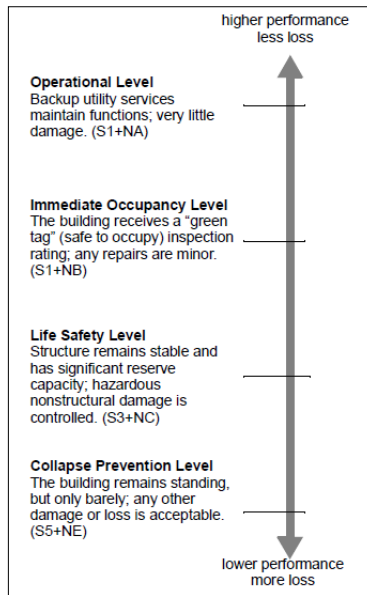 higher performance
less loss
Operational Level
Backup utility services
maintain functions; very little
damage. (S1+NA)
Immediate Occupancy Level
The building receives a “green
tag” (safe to occupy) inspection
rating; any repairs are minor.
(S1+NB)
Life Safety Level
Structure remains stable and
has significant reserve
capacity; hazardous
nonstructural damage is
controlled. (S3+NC)
Collapse Prevention Level
The building remains standing,
but only barely; any other
damage or loss is acceptable.
(S5+NE)
lower performance
more loss